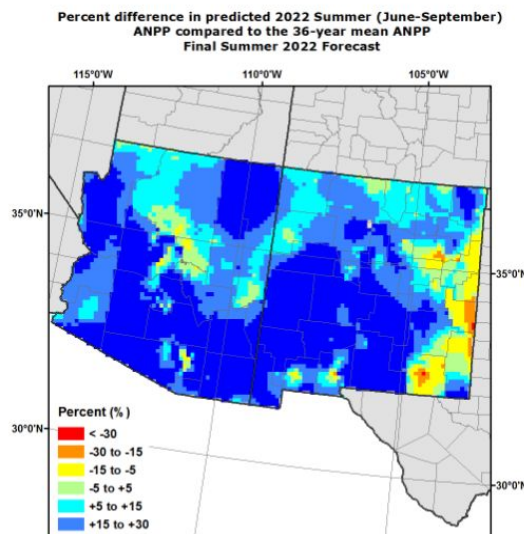 Percent difference in predicted 2022 Summer (June-September)
ANPP compared to the 36-year mean ANPP
Final Summer 2022 Forecast
115°0'W 110°0'W 105°0'W
35°0'N
35°0'N
30°0'N
30°0'N
Percent (%)
< -30
-30 to -15
-15 to -5
-5 to +5
+5 to +15
+15 to +30